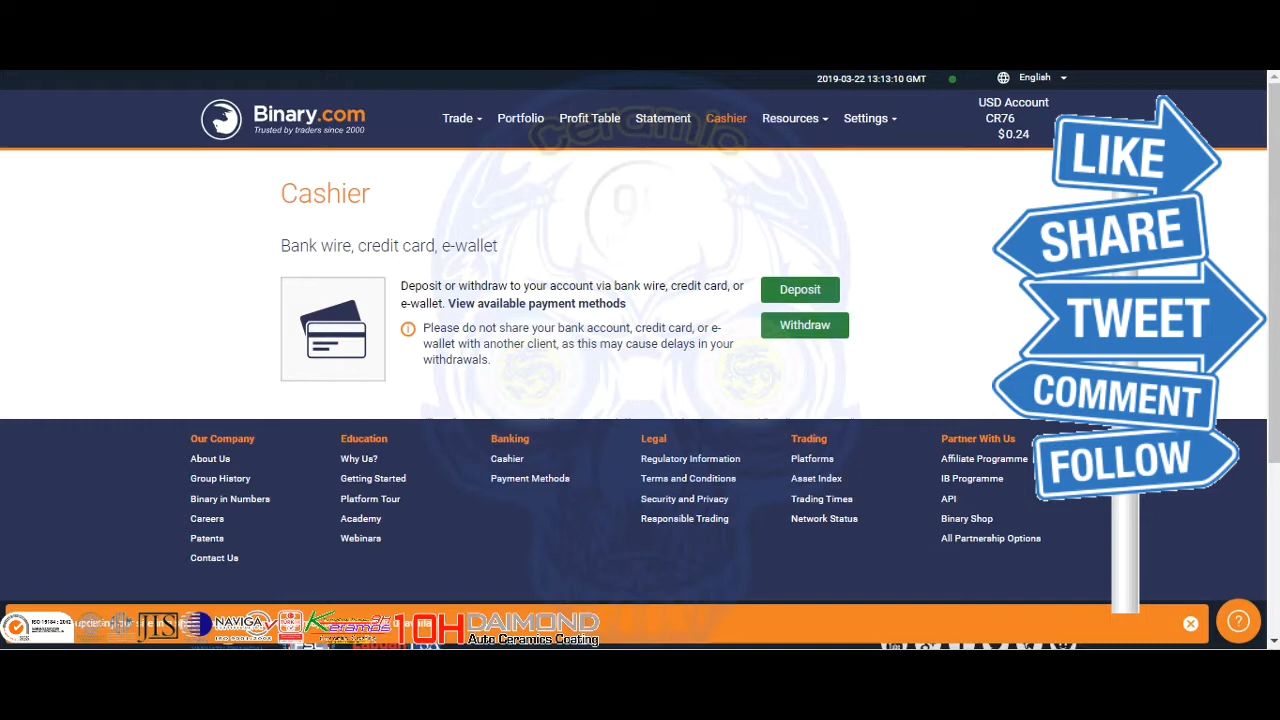 2019-03-22 13:13:10 GMT
English
Binary.com
Trusted by traders since 2000
Trade
Portfolio
Profit Table
Statement
Cashier
Resources
Settings
USD Account
CR76
$0.24
LIKE
SHARE
TWEET
COMMENT
FOLLOW
Ceramic
Cashier
Bank wire, credit card, e-wallet
Deposit or withdraw to your account via bank wire, credit card, or
e-wallet. View available payment methods
Please do not share your bank account, credit card, or e-
wallet with another client, as this may cause delays in your
withdrawals.
Deposit
Withdraw
Our Company
About Us
Group History
Binary in Numbers
Careers
Patents
Contact Us
Education
Why Us?
Getting Started
Platform Tour
Academy
Webinars
Banking
Cashier
Payment Methods
Legal
Regulatory Information
Terms and Conditions
Security and Privacy
Responsible Trading
Trading
Platforms
Asset Index
Trading Times
Network Status
Partner With Us
Affiliate Programme
IB Programme
API
Binary Shop
All Partnership Options
JIS
NAVIGA
10H DAIMOND
Auto Ceramics Coating